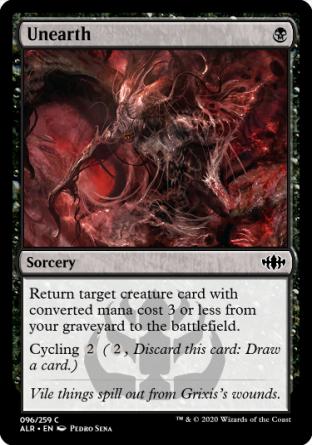 Unearth
Sorcery
Return target creature card with
converted mana cost 3 or less from
your graveyard to the battlefield.
Cycling 2 ( 2 , Discard this card: Draw
a card.)
Vile things spill out from Grixis's wounds.
096/259 C
ALR • EN PEDRO SENA
™ & © 2020 Wizards of the Coast